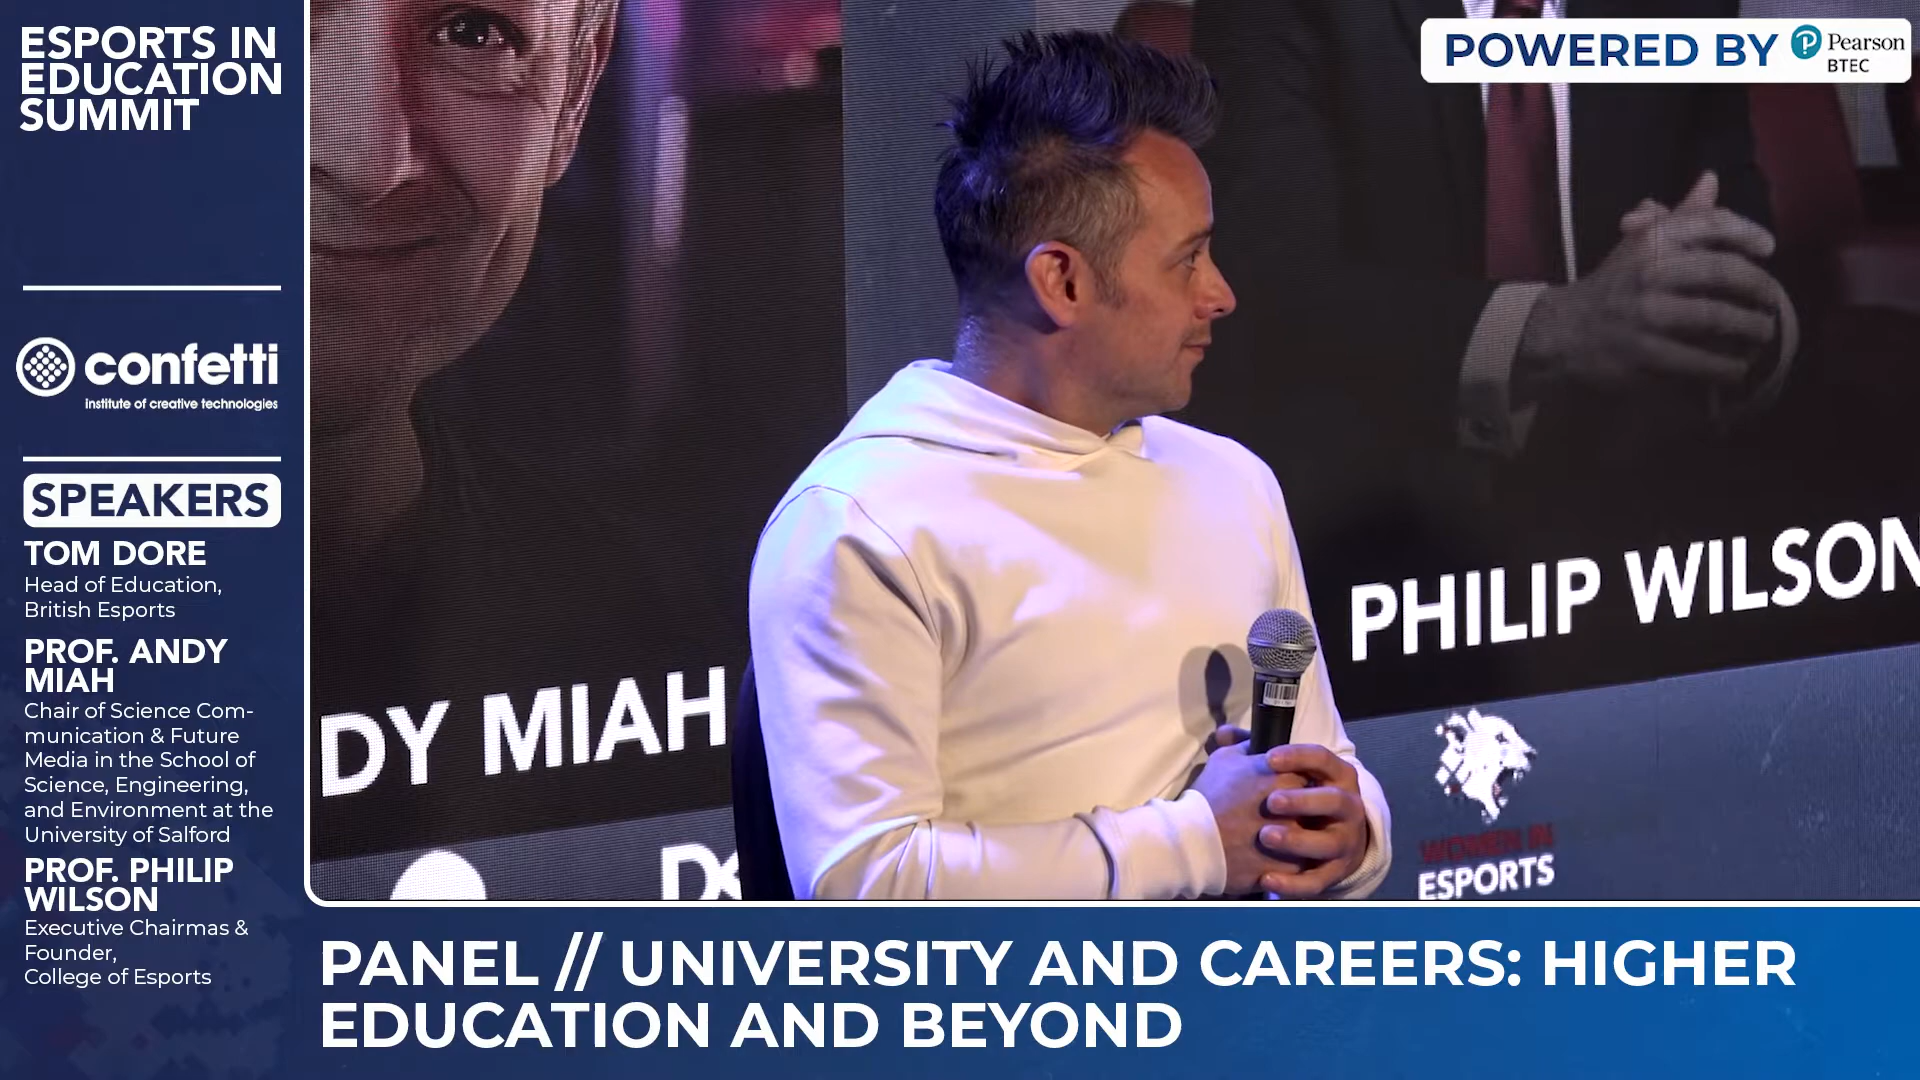 ESPORTS IN
EDUCATION
SUMMIT
confetti
institute of creative technologies
SPEAKERS
TOM DORE
Head of Education,
British Esports
PROF. ANDY
MIAH
Chair of Science Com-
munication & Future
Media in the School of
Science, Engineering,
and Environment at the
University of Salford
PROF. PHILIP
WILSON
Executive Chairmas &
Founder,
College of Esports
POWERED BY
Pearson
BTEC
DY MIAH
PHILIP WILSON
WOMEN IN
ESPORTS
PANEL // UNIVERSITY AND CAREERS: HIGHER
EDUCATION AND BEYOND